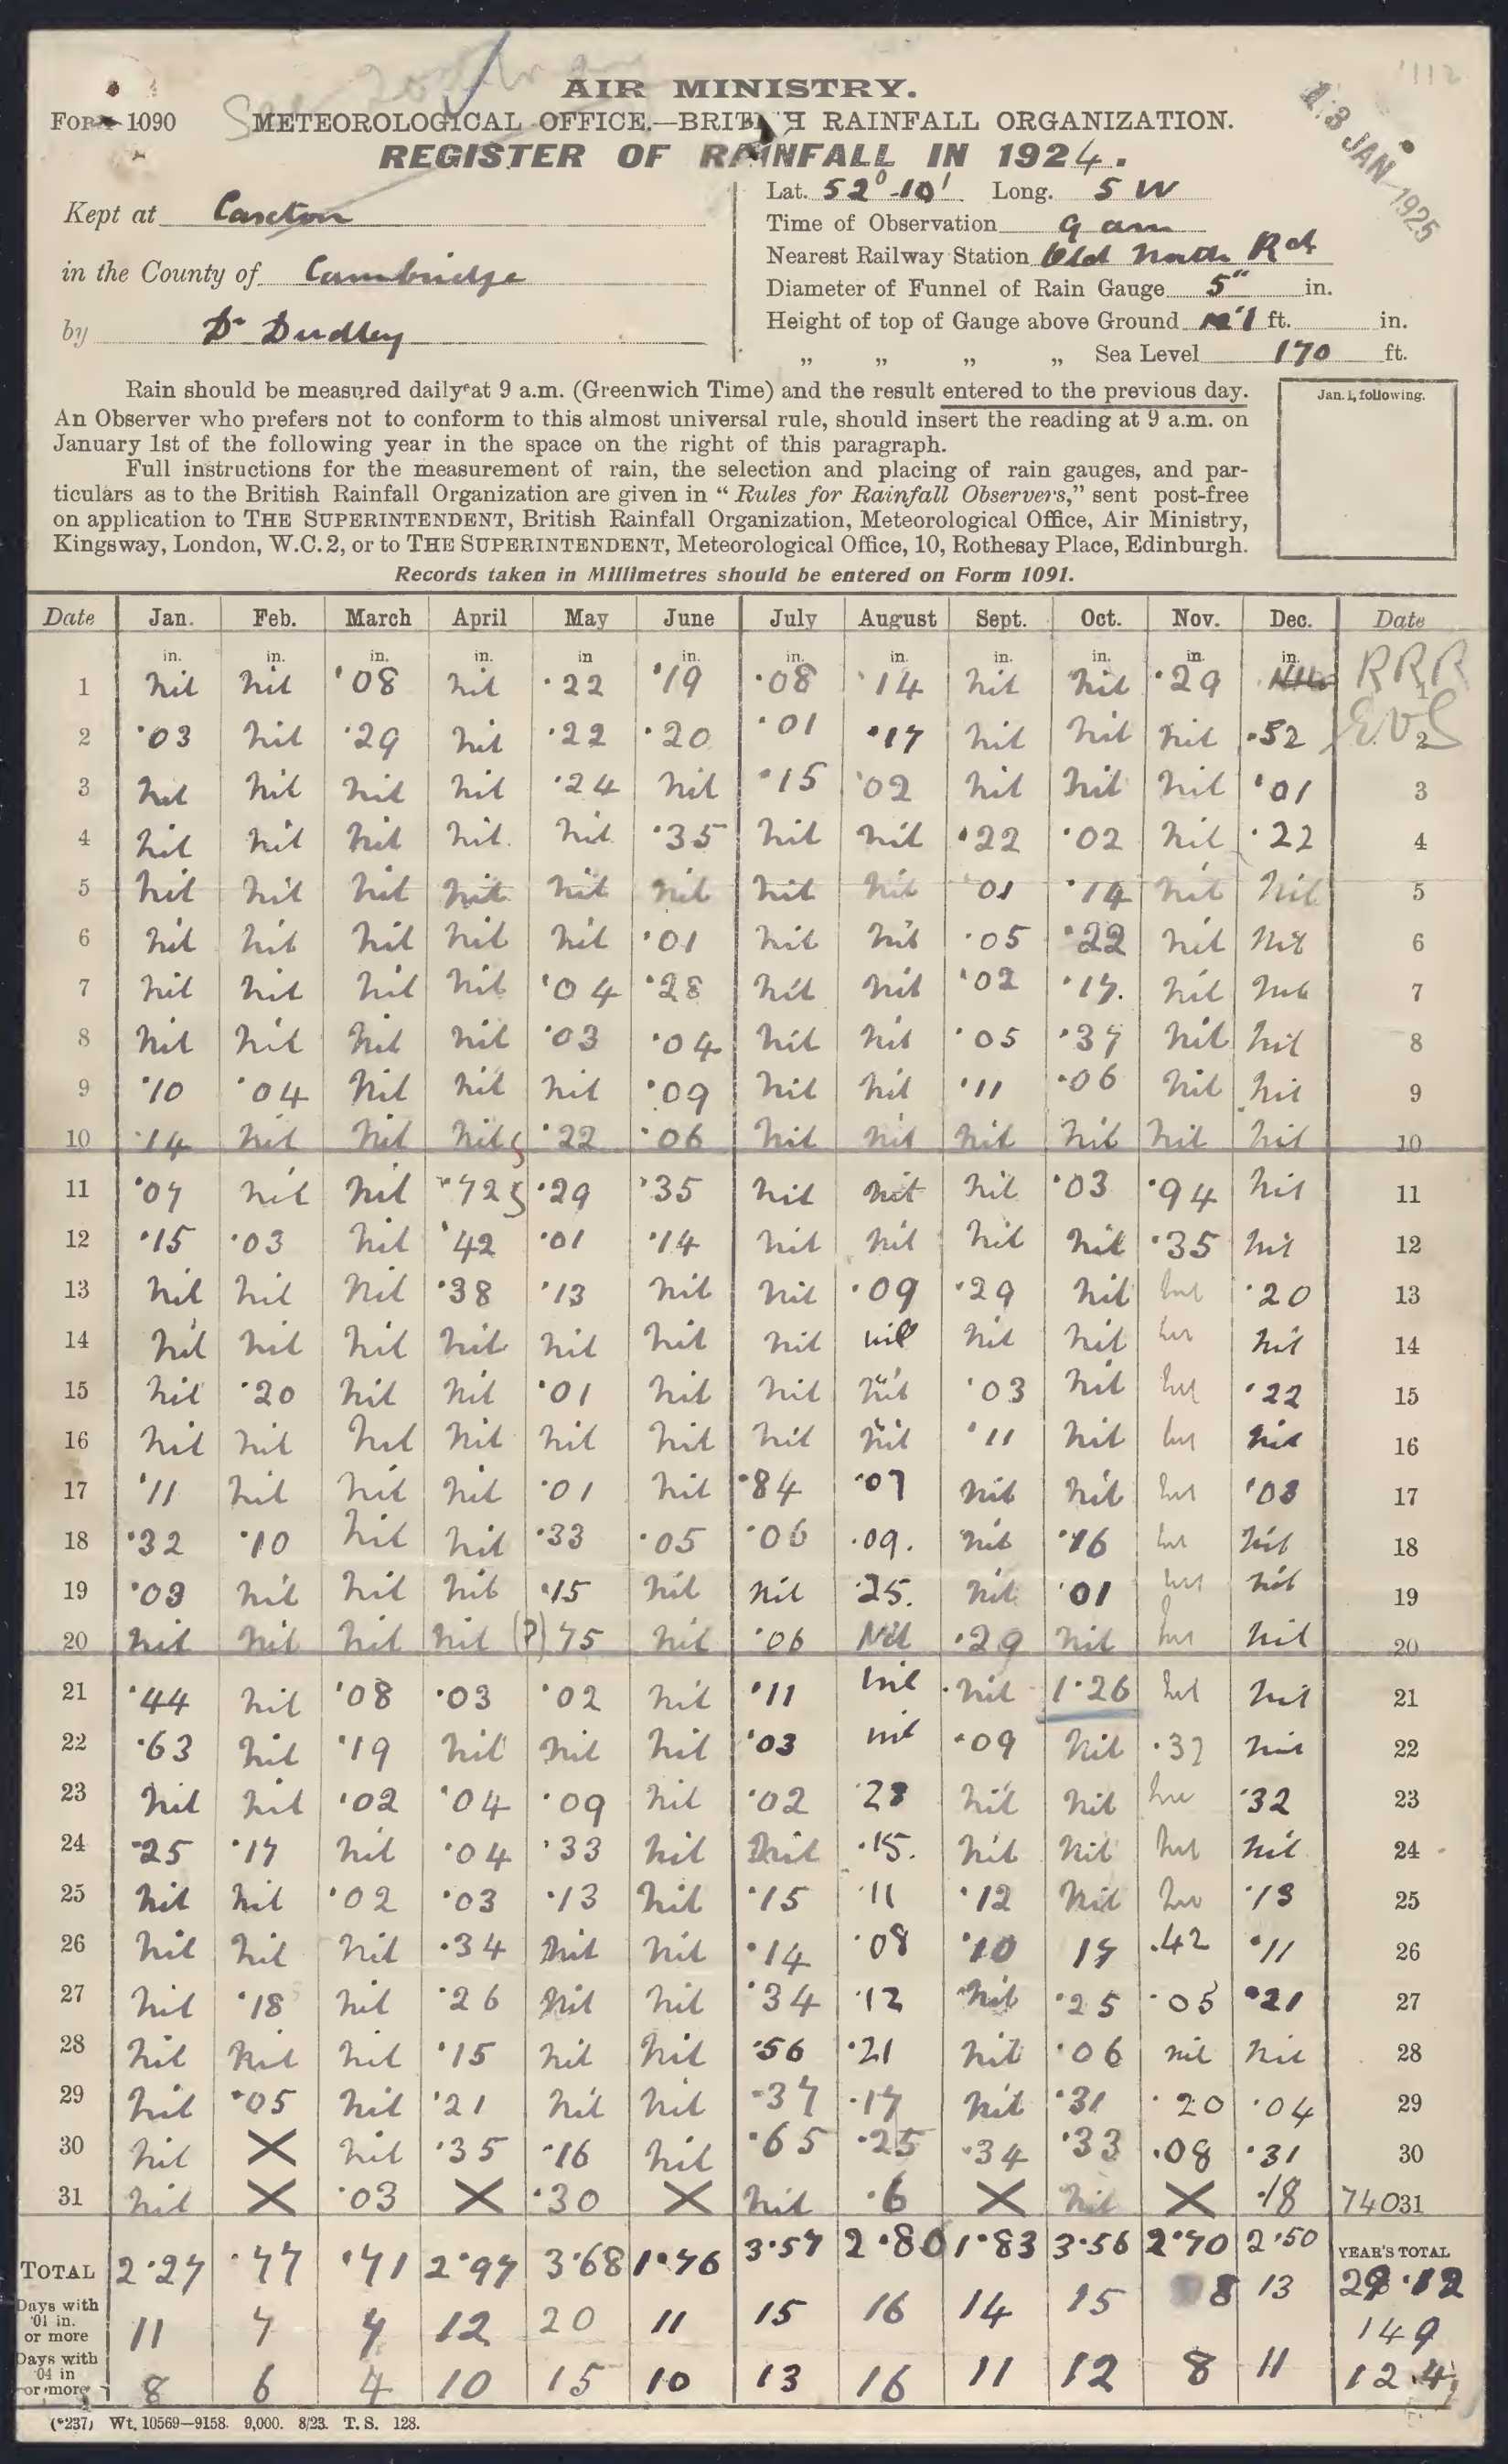 AIR MINISTRY.
FORM 1090
METEOROLOGICAL OFFICE.—BRITISH RAINFALL ORGANIZATION.
REGISTER OF RAINFALL IN 1924.
13 JAN 1925
Kept at Caxton
in the County of Cambridge
by Dr Dudley
Lat. 52° 10' Long. 5 W
Time of Observation 9 am
Nearest Railway Station Old North Rd
Diameter of Funnel of Rain Gauge 5" in.
Height of top of Gauge above Ground 1 ft. in.
" " " " Sea Level 170 ft.
Rain should be measured daily at 9 a.m. (Greenwich Time) and the result entered to the previous day.
An Observer who prefers not to conform to this almost universal rule, should insert the reading at 9 a.m. on
January 1st of the following year in the space on the right of this paragraph.
Full instructions for the measurement of rain, the selection and placing of rain gauges, and par-
ticulars as to the British Rainfall Organization are given in "Rules for Rainfall Observers," sent post-free
on application to THE SUPERINTENDENT, British Rainfall Organization, Meteorological Office, Air Ministry,
Kingsway, London, W.C.2, or to THE SUPERINTENDENT, Meteorological Office, 10, Rothesay Place, Edinburgh.
Jan. 1, following.
Records taken in Millimetres should be entered on Form 1091.
Date Jan. Feb. March April May June July August Sept. Oct. Nov. Dec. Date
in. in. in. in. in in. in. in. in. in. in. in.
1 nil nil ·08 nil ·22 ·19 ·08 ·14 nil nil ·29 RRR 1
2 ·03 nil ·29 nil ·22 ·20 ·01 ·17 nil nil nil ·52 E.V.S 2
3 nil nil nil nil ·24 nil ·15 ·02 nil nil nil ·01 3
4 nil nil nil nil nil ·35 nil nil ·22 ·02 nil ·22 4
5 nil nil nil nil nil nil nil nil ·01 ·14 nil nil 5
6 nil nil nil nil nil ·01 nil nil ·05 ·22 nil nil 6
7 nil nil nil nil ·04 ·28 nil nil ·02 ·17. nil nil 7
8 nil nil nil nil ·03 ·04 nil nil ·05 ·37 nil nil 8
9 ·10 ·04 nil nil nil ·09 nil nil ·11 ·06 nil nil 9
10 ·14 nil nil nil ·22 ·06 nil nil nil nil nil nil 10
11 ·07 nil nil ·72 ·29 ·35 nil nil nil ·03 ·94 nil 11
12 ·15 ·03 nil ·42 ·01 ·14 nil nil nil nil ·35 nil 12
13 nil nil nil ·38 ·13 nil nil ·09 ·29 nil nil ·20 13
14 nil nil nil nil nil nil nil nil nil nil nil nil 14
15 nil ·20 nil nil ·01 nil nil nil ·03 nil nil ·22 15
16 nil nil nil nil nil nil nil nil ·11 nil nil nil 16
17 ·11 nil nil nil ·01 nil ·84 ·07 nil nil nil ·03 17
18 ·32 ·10 nil nil ·33 ·05 ·06 ·09. nil ·16 nil nil 18
19 ·03 nil nil nil ·15 nil nil ·25. nil ·01 nil nil 19
20 nil nil nil nil (?) 75 nil ·06 Nil ·29 nil nil nil 20
21 ·44 nil ·08 ·03 ·02 nil ·11 nil nil 1·26 nil nil 21
22 ·63 nil ·19 nil nil nil ·03 nil ·09 nil ·37 nil 22
23 nil nil ·02 ·04 ·09 nil ·02 ·28 nil nil nil ·32 23
24 ·25 ·17 nil ·04 ·33 nil nil ·15. nil nil nil nil 24
25 nil nil ·02 ·03 ·13 nil ·15 ·11 ·12 nil nil ·13 25
26 nil nil nil ·34 nil nil ·14 ·08 ·10 17 ·42 ·11 26
27 nil ·18 nil ·26 nil nil ·34 ·12 nil ·25 ·05 ·21 27
28 nil nil nil ·15 nil nil ·56 ·21 nil ·06 nil nil 28
29 nil ·05 nil ·21 nil nil ·37 ·17 nil ·31 ·20 ·04 29
30 nil X nil ·35 ·16 nil ·65 ·25 ·34 ·33 ·08 ·31 30
31 nil X ·03 X ·30 X nil ·6 X nil X ·18 74031
TOTAL 2·27 ·77 ·71 2·97 3·68 1·76 3·57 2·80 1·83 3·56 2·70 2·50 YEAR'S TOTAL 29·12
Days with ·01 in. or more 11 7 7 12 20 11 15 16 14 15 8 13 149
Days with ·04 in or more 8 6 4 10 15 10 13 16 11 12 8 11 124
(*237) Wt. 10569—9158. 9,000. 8/23. T. S. 128.